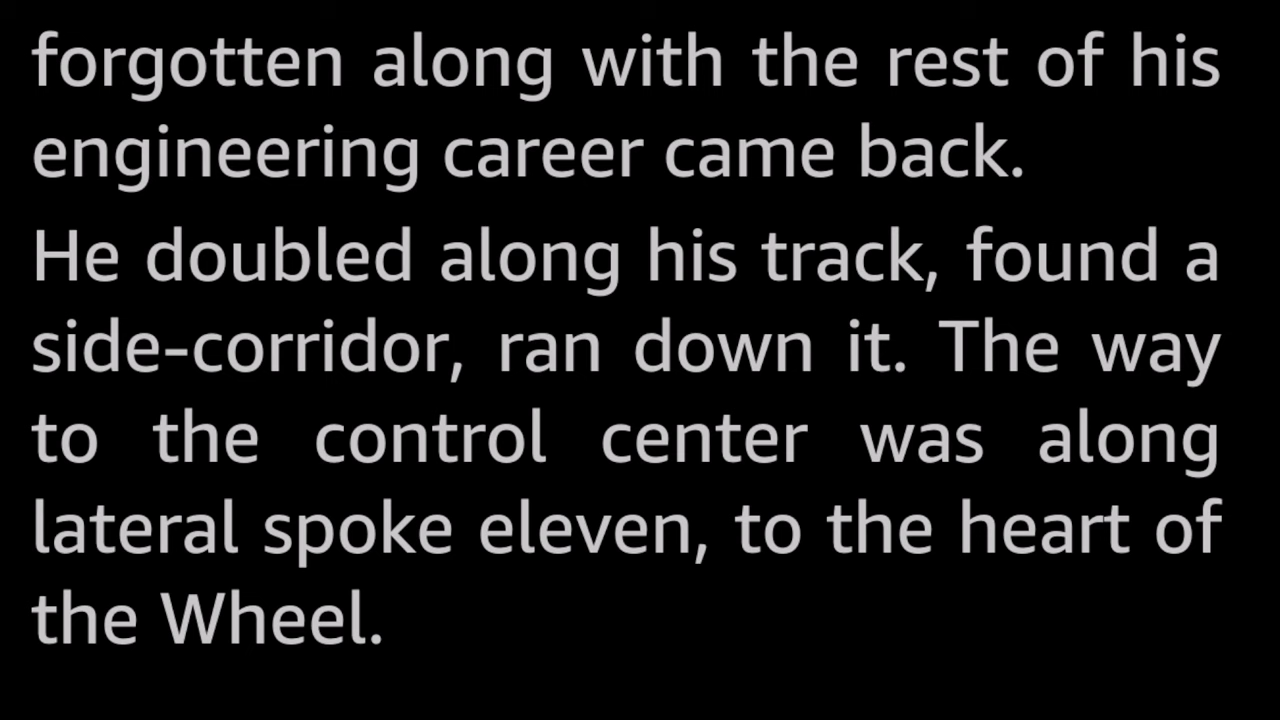 forgotten along with the rest of his
engineering career came back.
He doubled along his track, found a
side-corridor, ran down it. The way
to the control center was along
lateral spoke eleven, to the heart of
the Wheel.